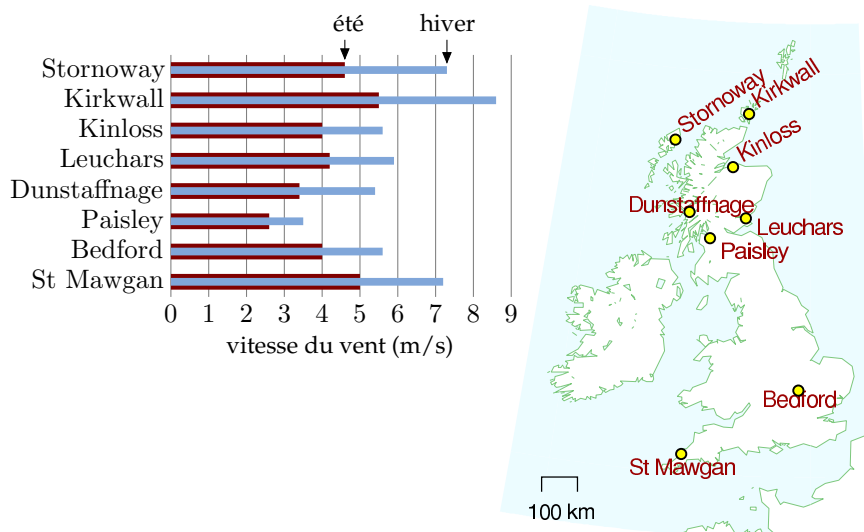 été hiver
Stornoway
Kirkwall
Kinloss
Leuchars
Dunstaffnage
Paisley
Bedford
St Mawgan
0 1 2 3 4 5 6 7 8 9
vitesse du vent (m/s)
Kirkwall
Stornoway
Kinloss
Dunstaffnage
Leuchars
Paisley
Bedford
St Mawgan
100 km